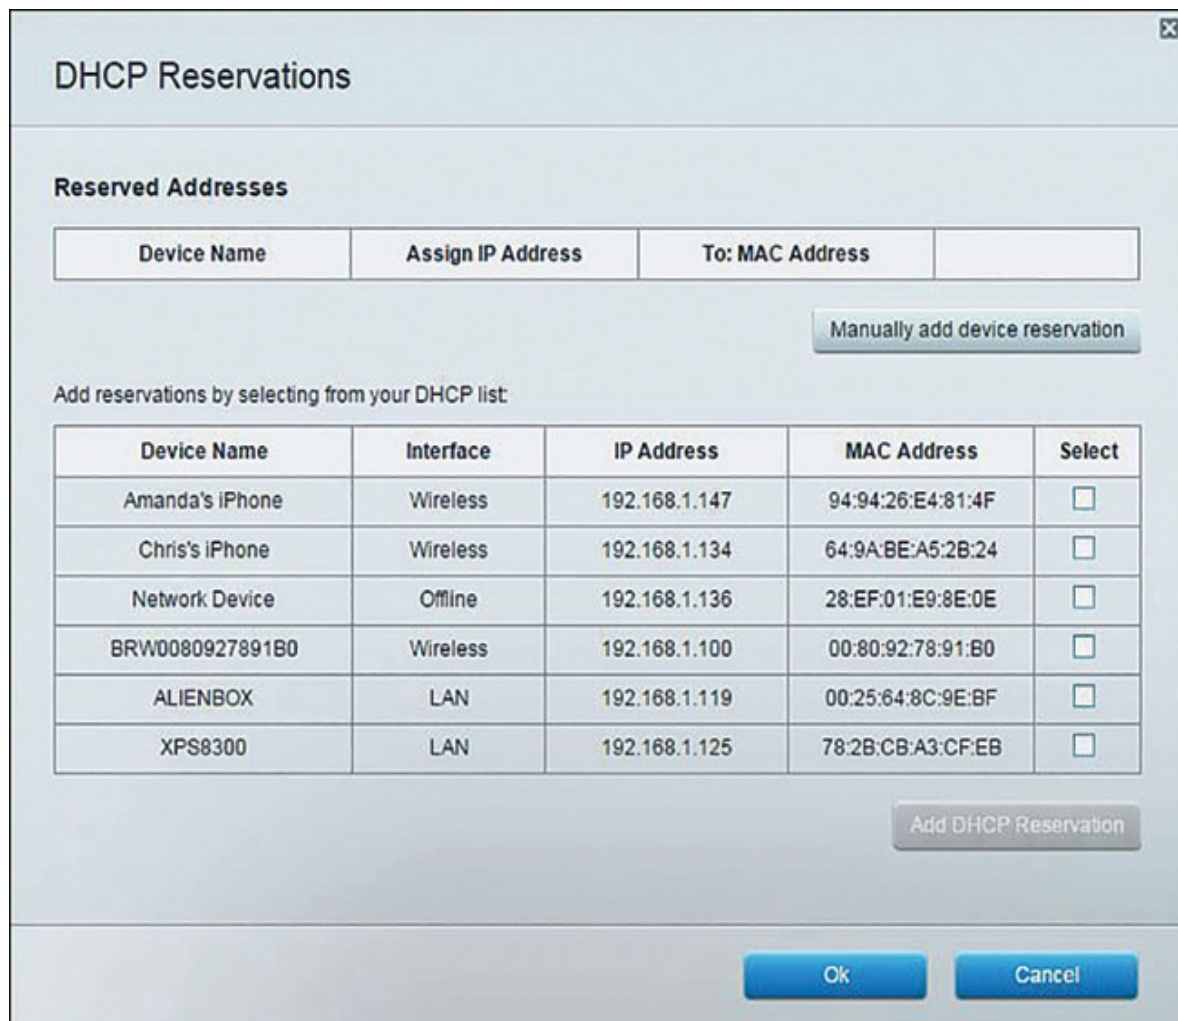 DHCP Reservations
Reserved Addresses
Device Name Assign IP Address To: MAC Address
Manually add device reservation
Add reservations by selecting from your DHCP list:
Device Name Interface IP Address MAC Address Select
Amanda's iPhone Wireless 192.168.1.147 94:94:26:E4:81:4F
Chris's iPhone Wireless 192.168.1.134 64:9A:BE:A5:2B:24
Network Device Offline 192.168.1.136 28:EF:01:E9:8E:0E
BRW0080927891B0 Wireless 192.168.1.100 00:80:92:78:91:B0
ALIENBOX LAN 192.168.1.119 00:25:64:8C:9E:BF
XPS8300 LAN 192.168.1.125 78:2B:CB:A3:CF:EB
Add DHCP Reservation
Ok Cancel